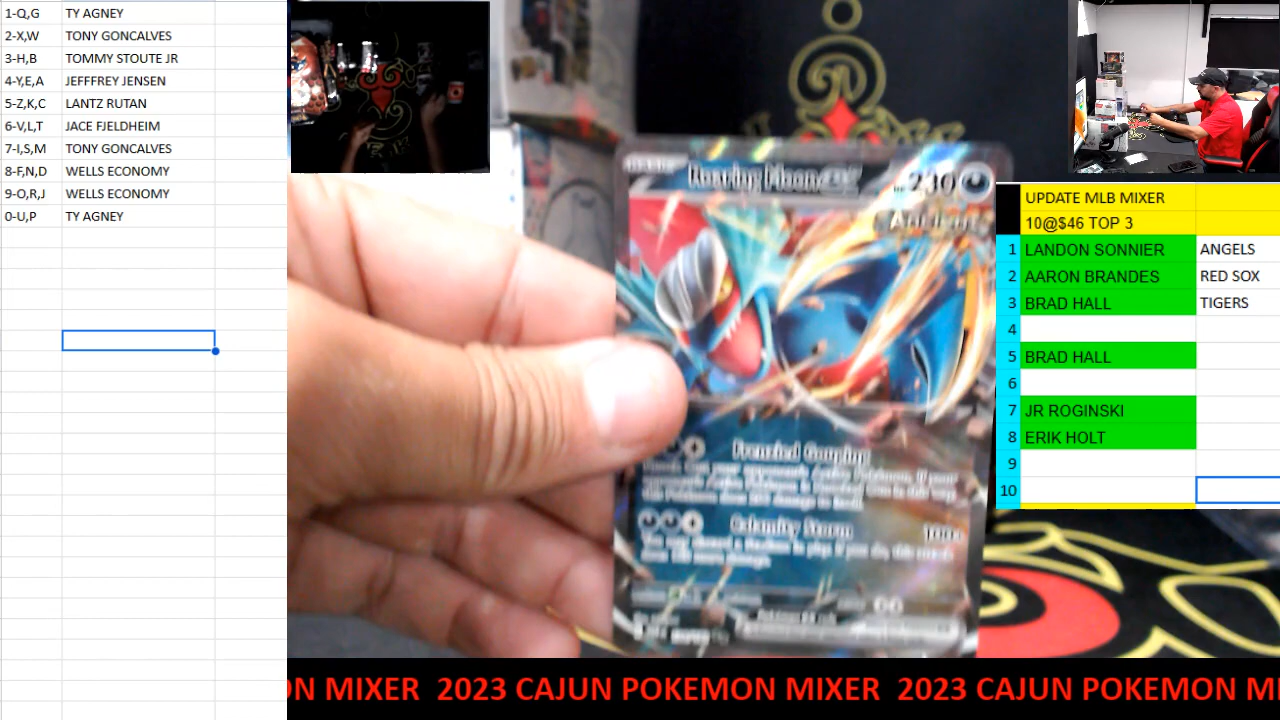 1-Q,G TY AGNEY
2-X,W TONY GONCALVES
3-H,B TOMMY STOUTE JR
4-Y,E,A JEFFFREY JENSEN
5-Z,K,C LANTZ RUTAN
6-V,L,T JACE FJELDHEIM
7-I,S,M TONY GONCALVES
8-F,N,D WELLS ECONOMY
9-O,R,J WELLS ECONOMY
0-U,P TY AGNEY
Roaring Moon ex 230
Ancient
Frenzied Gouging
Calamity Storm 100+
UPDATE MLB MIXER
10@$46 TOP 3
1 LANDON SONNIER ANGELS
2 AARON BRANDES RED SOX
3 BRAD HALL TIGERS
4
5 BRAD HALL
6
7 JR ROGINSKI
8 ERIK HOLT
9
10
ON MIXER 2023 CAJUN POKEMON MIXER 2023 CAJUN POKEMON MI